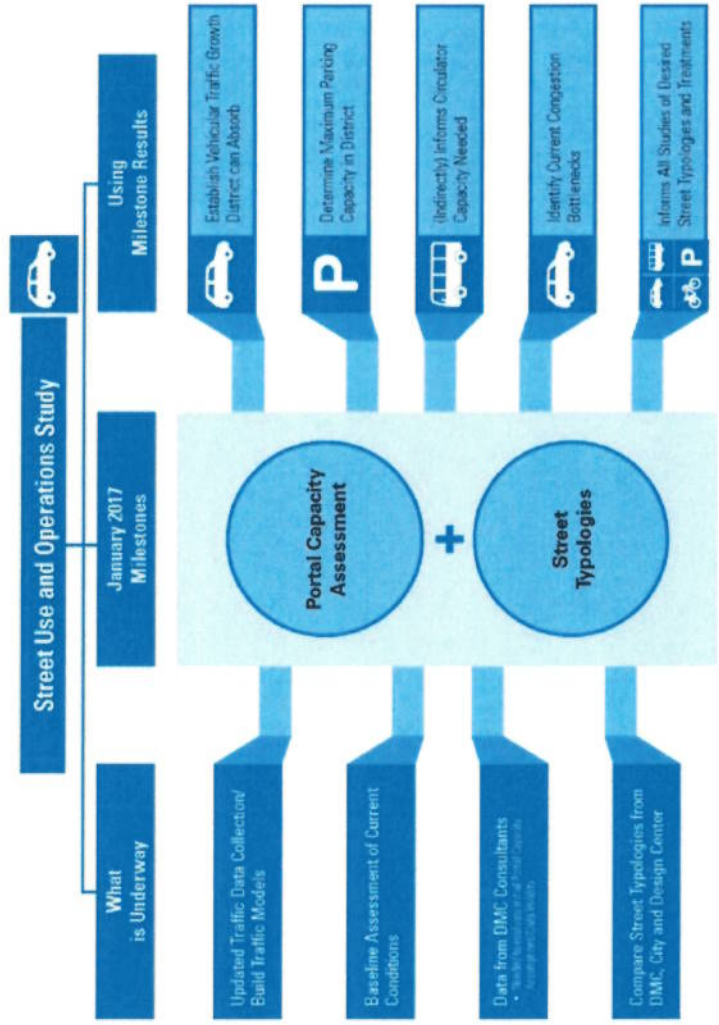 Street Use and Operations Study
What
is Underway
January 2017
Milestones
Using
Milestone Results
Updated Traffic Data Collection/
Build Traffic Models
Baseline Assessment of Current
Conditions
Data from DMC Consultants
Compare Street Typologies from
DMC, City and Design Center
Portal Capacity
Assessment
+
Street
Typologies
Establish Vehicular Traffic Growth
District can Absorb
P
Determine Maximum Parking
Capacity in District
(Indirectly) Informs Circulator
Capacity Needed
Identify Current Congestion
Bottlenecks
P
Informs All Studies of Desired
Street Typologies and Treatments